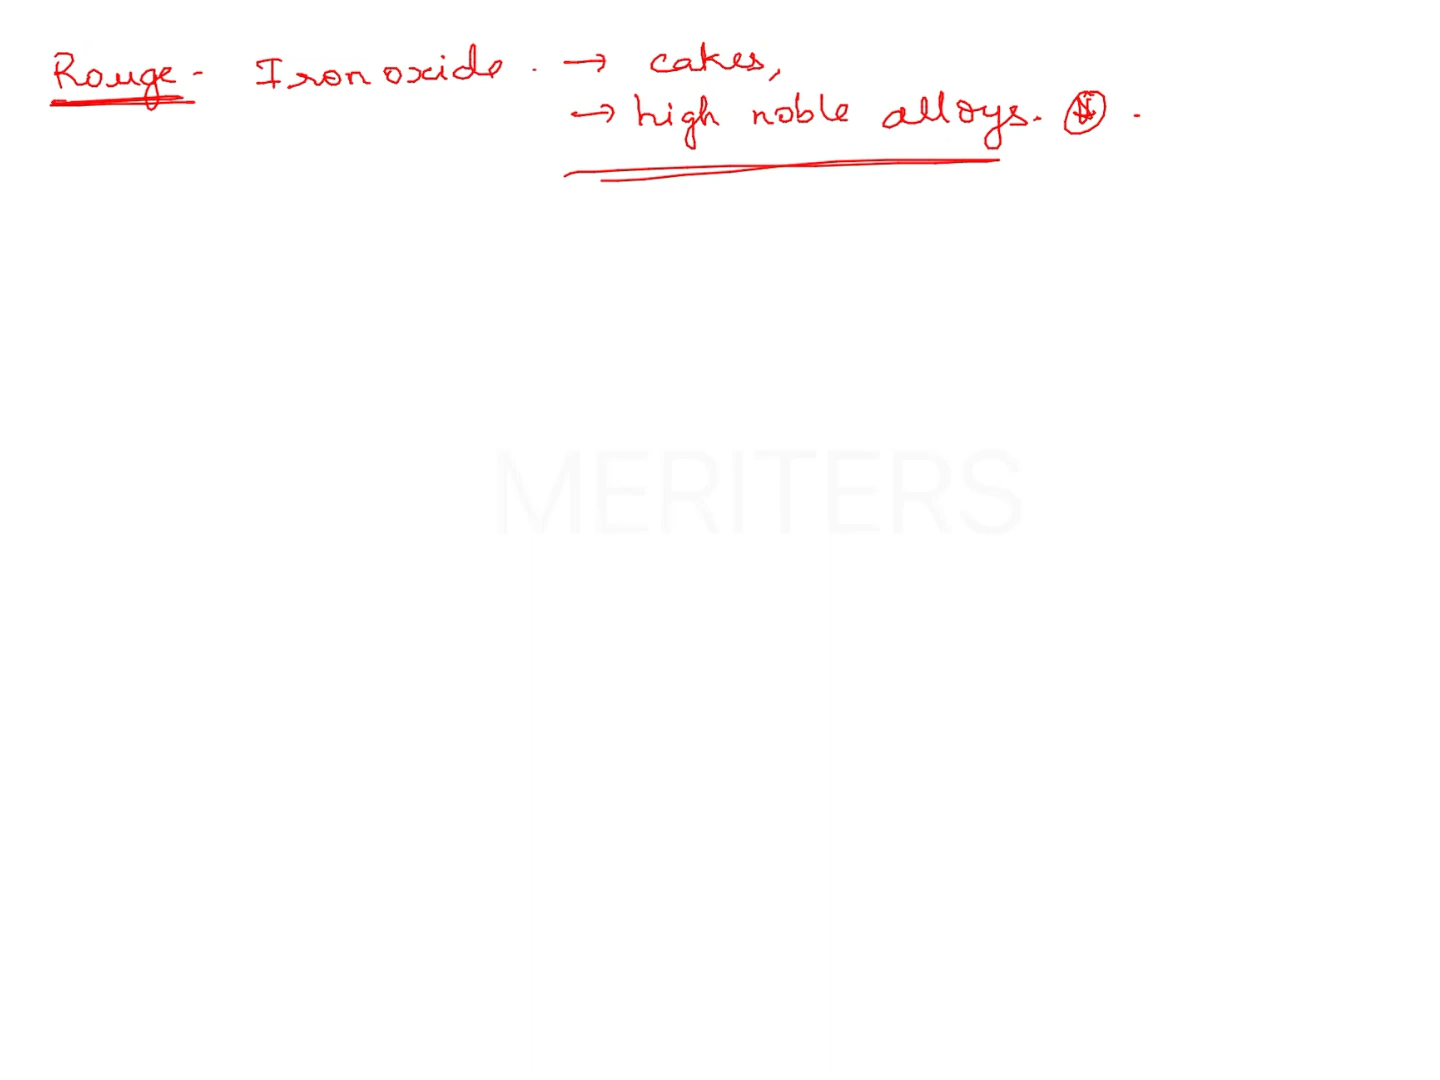 Rouge - Iron oxide . → cakes,
→ high noble alloys.
MERITERS